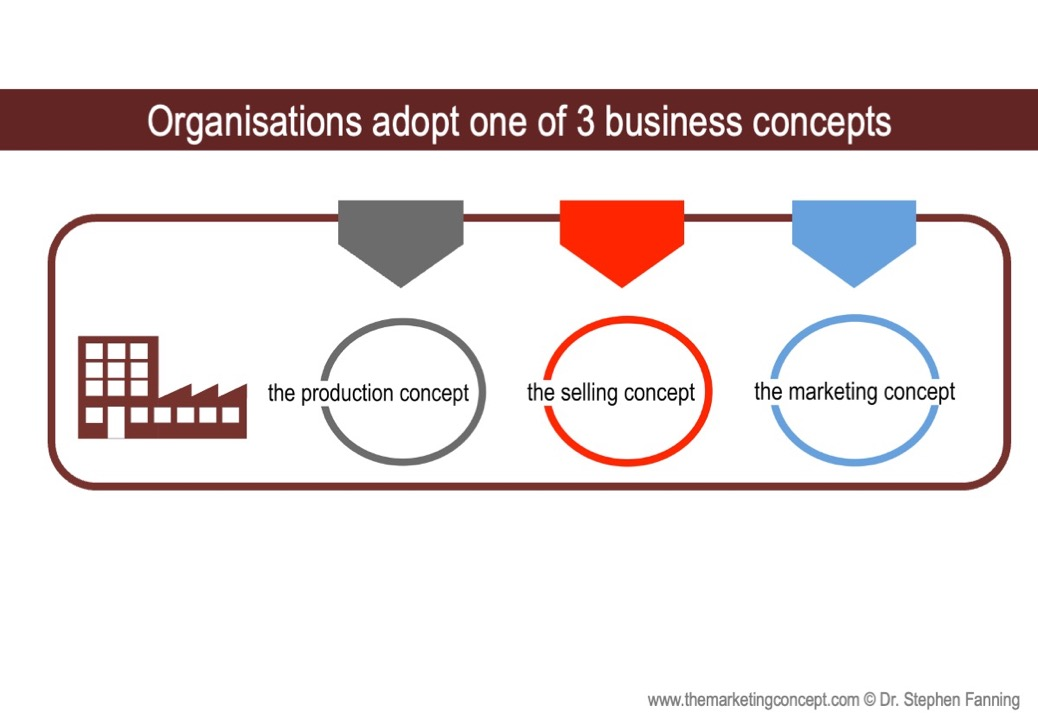 Organisations adopt one of 3 business concepts
the production concept
the selling concept
the marketing concept
www.themarketingconcept.com © Dr. Stephen Fanning